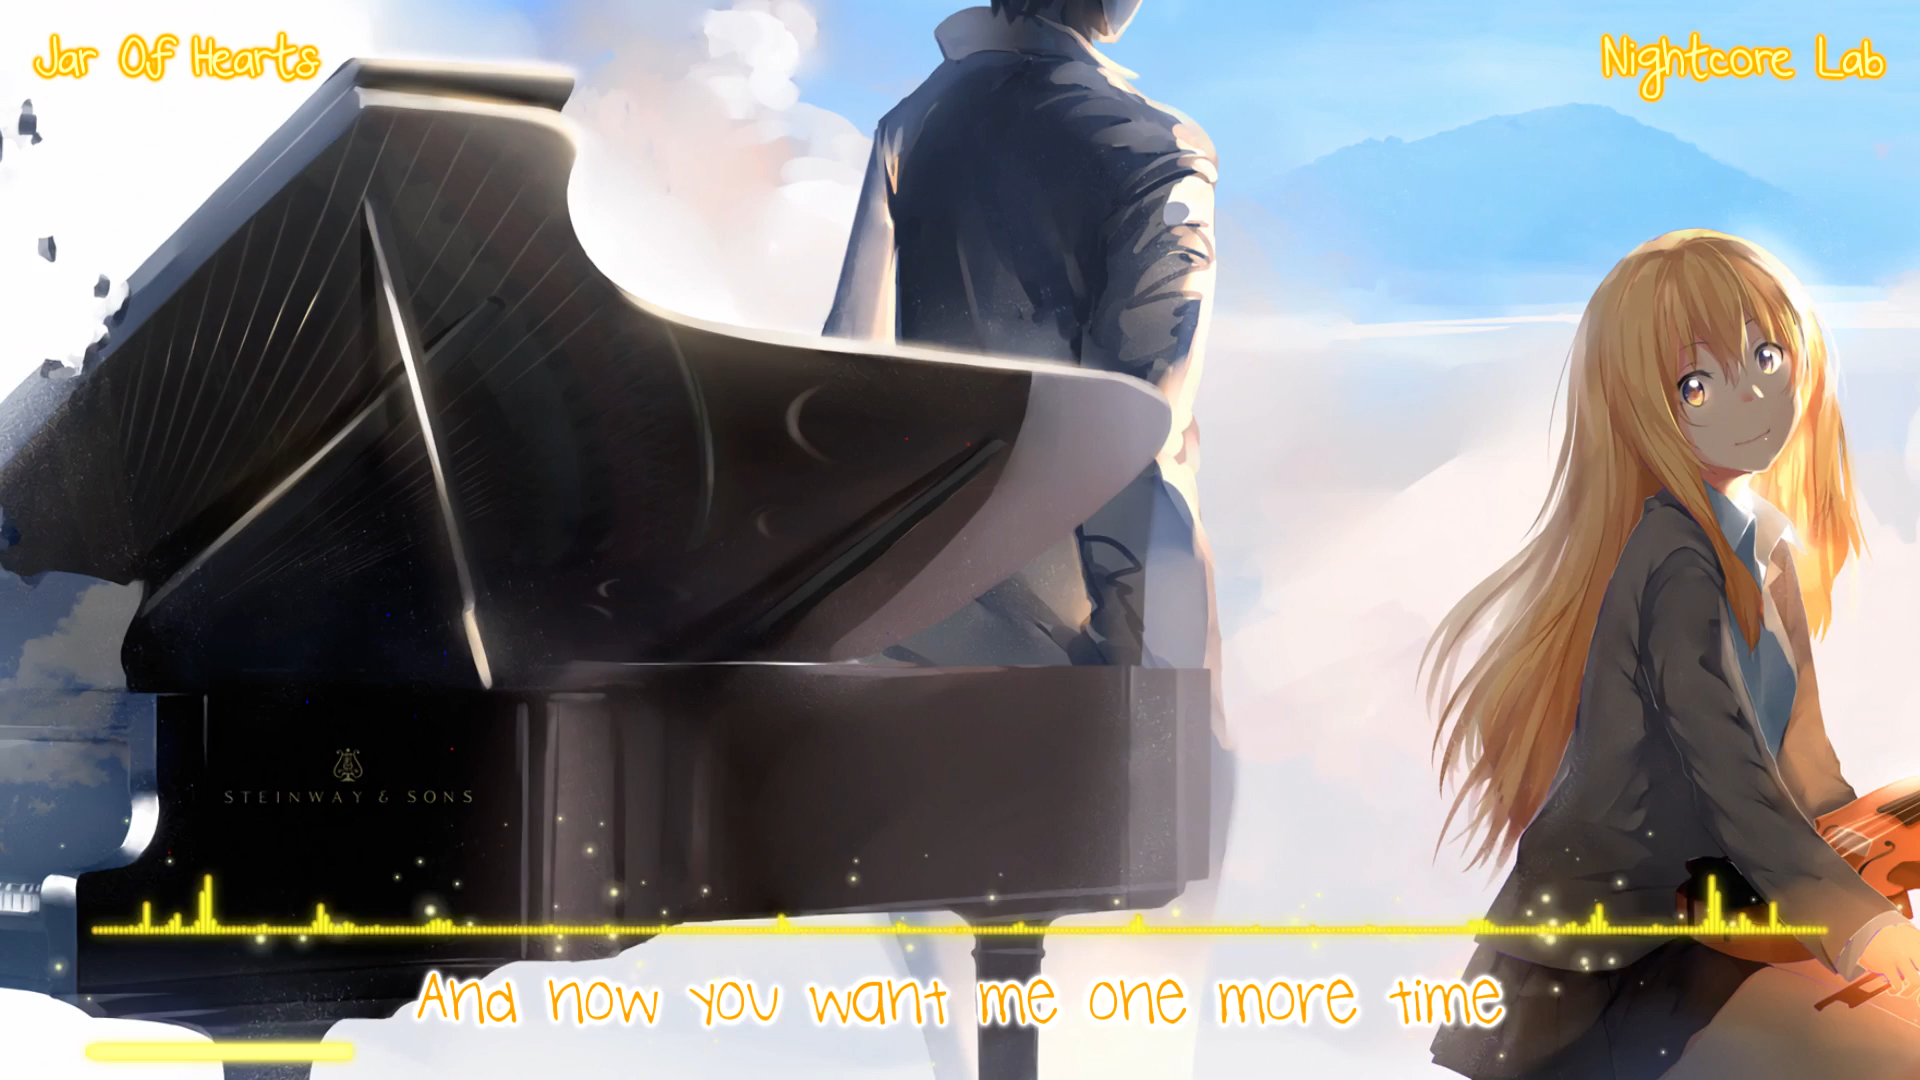 Jar Of Hearts
Nightcore Lab
STEINWAY & SONS
And now you want me one more time